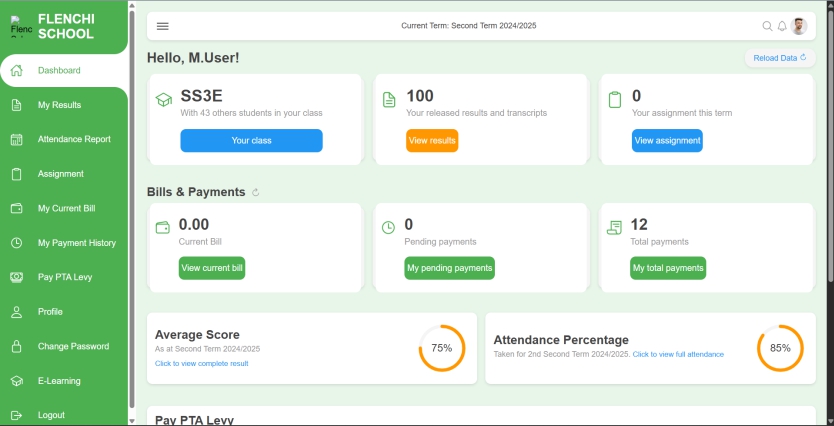 Flenc
FLENCHI
SCHOOL
Dashboard
My Results
Attendance Report
Assignment
My Current Bill
My Payment History
Pay PTA Levy
Profile
Change Password
E-Learning
Logout
Current Term: Second Term 2024/2025
Hello, M.User!
Reload Data
SS3E
With 43 others students in your class
Your class
100
Your released results and transcripts
View results
0
Your assignment this term
View assignment
Bills & Payments
0.00
Current Bill
View current bill
0
Pending payments
My pending payments
12
Total payments
My total payments
Average Score
As at Second Term 2024/2025
Click to view complete result
75%
Attendance Percentage
Taken for 2nd Second Term 2024/2025. Click to view full attendance
85%
Pay PTA Levy